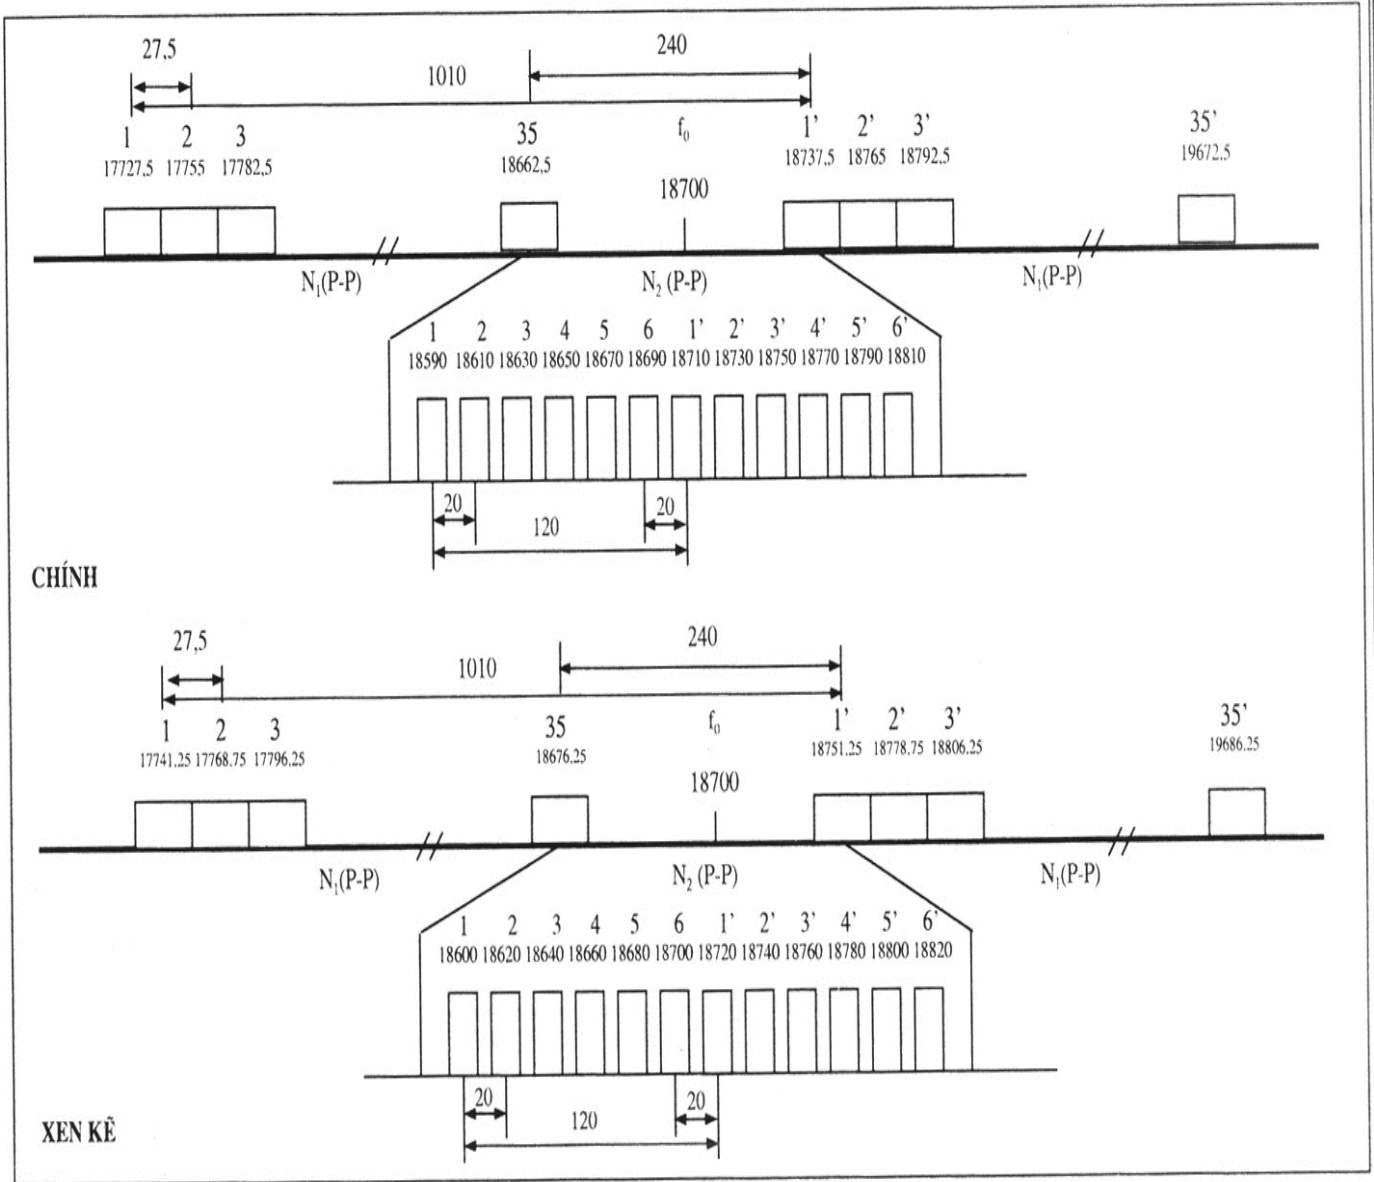 27,5
240
1010
1 2 3 35 f₀ 1' 2' 3' 35'
17727.5 17755 17782,5 18662,5 18737.5 18765 18792.5 19672.5
18700
N₁(P-P) N₂ (P-P) N₁(P-P)
1 2 3 4 5 6 1' 2' 3' 4' 5' 6'
18590 18610 18630 18650 18670 18690 18710 18730 18750 18770 18790 18810
20 20
120
CHÍNH
27,5
240
1010
1 2 3 35 f₀ 1' 2' 3' 35'
17741.25 17768.75 17796.25 18676.25 18751.25 18778.75 18806.25 19686.25
18700
N₁(P-P) N₂ (P-P) N₁(P-P)
1 2 3 4 5 6 1' 2' 3' 4' 5' 6'
18600 18620 18640 18660 18680 18700 18720 18740 18760 18780 18800 18820
20 20
120
XEN KẼ